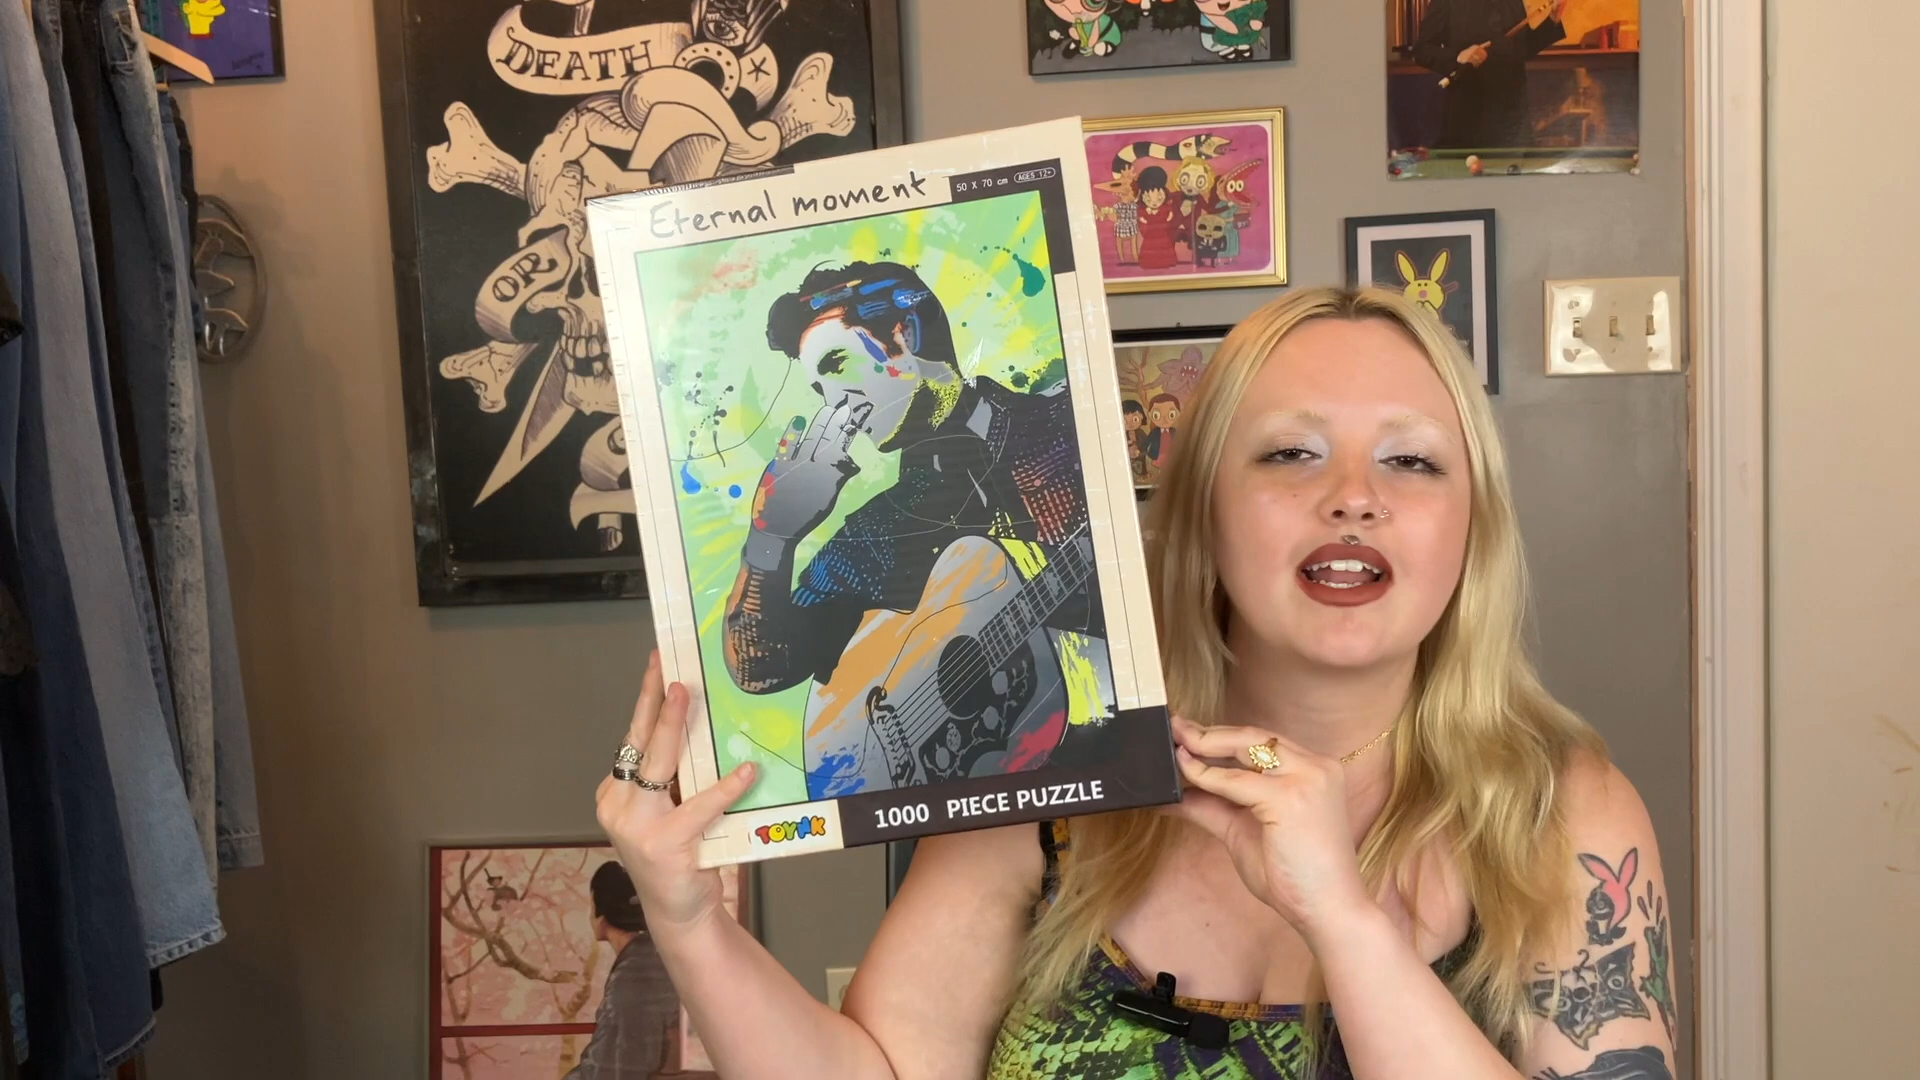 DEATH
OR
Eternal moment
50 X 70 cm AGES 12+
TOYNK
1000 PIECE PUZZLE